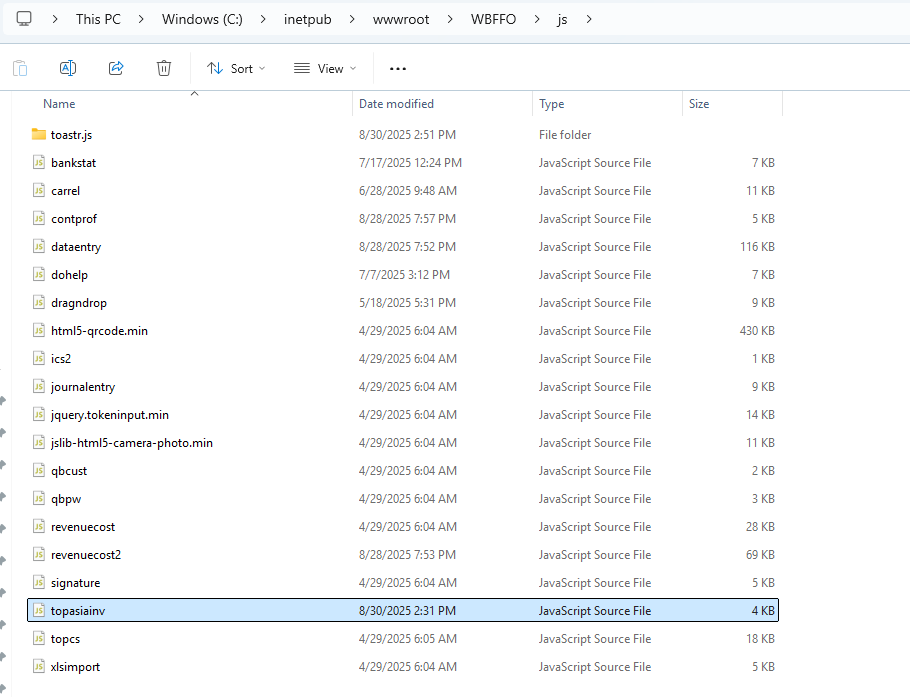 This PC > Windows (C:) > inetpub > wwwroot > WBFFO > js >
Sort View ...
Name Date modified Type Size
toastr.js 8/30/2025 2:51 PM File folder
bankstat 7/17/2025 12:24 PM JavaScript Source File 7 KB
carrel 6/28/2025 9:48 AM JavaScript Source File 11 KB
contprof 8/28/2025 7:57 PM JavaScript Source File 5 KB
dataentry 8/28/2025 7:52 PM JavaScript Source File 116 KB
dohelp 7/7/2025 3:12 PM JavaScript Source File 7 KB
dragndrop 5/18/2025 5:31 PM JavaScript Source File 9 KB
html5-qrcode.min 4/29/2025 6:04 AM JavaScript Source File 430 KB
ics2 4/29/2025 6:04 AM JavaScript Source File 1 KB
journalentry 4/29/2025 6:04 AM JavaScript Source File 9 KB
jquery.tokeninput.min 4/29/2025 6:04 AM JavaScript Source File 14 KB
jslib-html5-camera-photo.min 4/29/2025 6:04 AM JavaScript Source File 11 KB
qbcust 4/29/2025 6:04 AM JavaScript Source File 2 KB
qbpw 4/29/2025 6:04 AM JavaScript Source File 3 KB
revenuecost 4/29/2025 6:04 AM JavaScript Source File 28 KB
revenuecost2 8/28/2025 7:53 PM JavaScript Source File 69 KB
signature 4/29/2025 6:04 AM JavaScript Source File 5 KB
topasiainv 8/30/2025 2:31 PM JavaScript Source File 4 KB
topcs 4/29/2025 6:05 AM JavaScript Source File 18 KB
xlsimport 4/29/2025 6:04 AM JavaScript Source File 5 KB